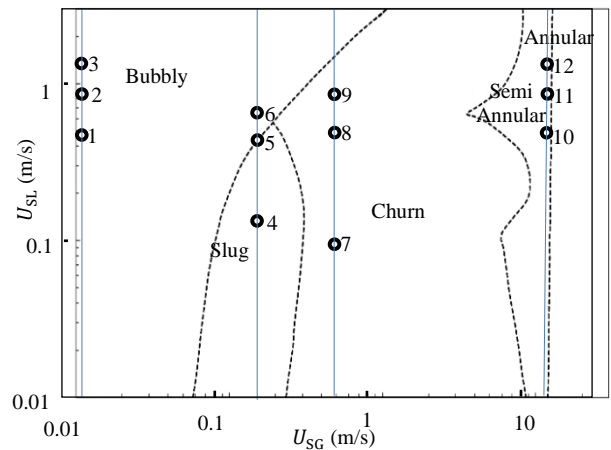 Annular
3
12
Bubbly
2
9
Semi
11
1
6
Annular
1
5
8
10
U_SL (m/s)
4
Churn
0.1
Slug
7
0.01
0.01
0.1
1
10
U_SG (m/s)